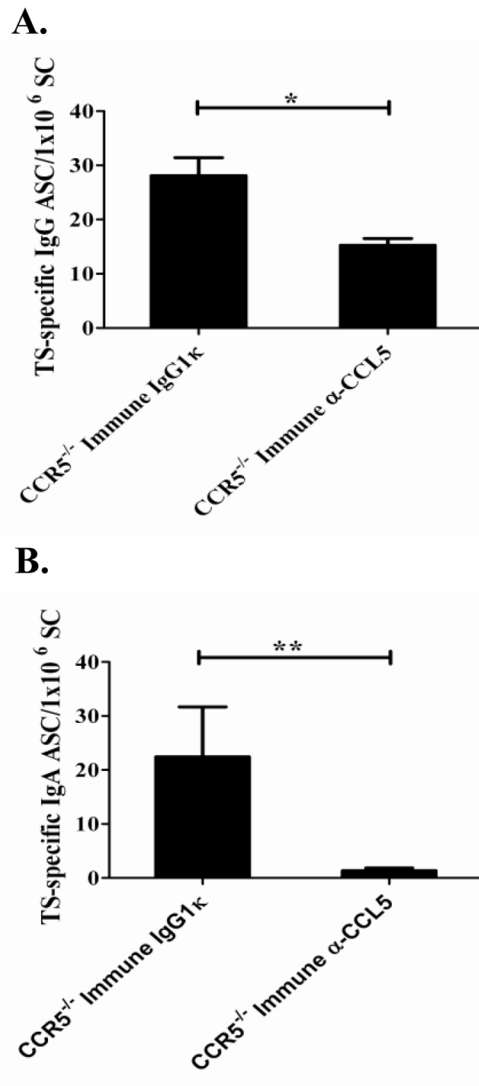 A.
TS-specific IgG ASC/1x10 ⁶ SC
*
40
30
20
10
0
CCR5⁻/⁻ Immune IgG1κ
CCR5⁻/⁻ Immune α-CCL5
B.
TS-specific IgA ASC/1x10 ⁶ SC
**
40
30
20
10
0
CCR5⁻/⁻ Immune IgG1κ
CCR5⁻/⁻ Immune α-CCL5